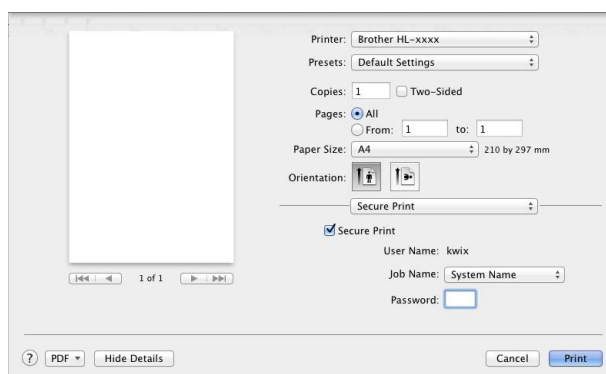 Printer: Brother HL-xxxx
Presets: Default Settings
Copies: 1 Two-Sided
Pages: All
From: 1 to: 1
Paper Size: A4 210 by 297 mm
Orientation:
Secure Print
Secure Print
User Name: kwix
Job Name: System Name
Password:
1 of 1
? PDF Hide Details Cancel Print